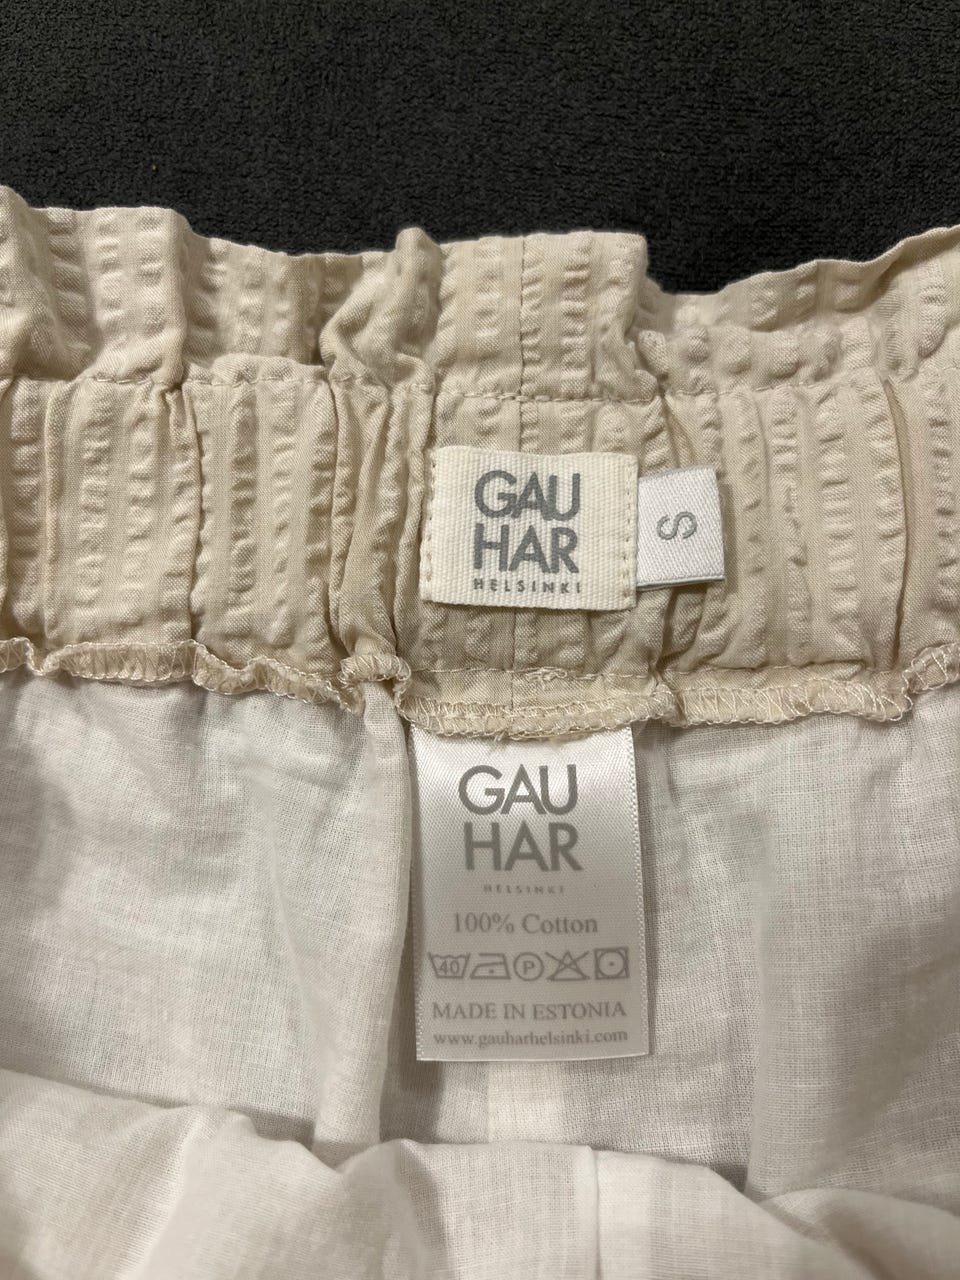 GAU
HAR
HELSINKI
S
GAU
HAR
HELSINKI
100% Cotton
40 P
MADE IN ESTONIA
www.gauharhelsinki.com